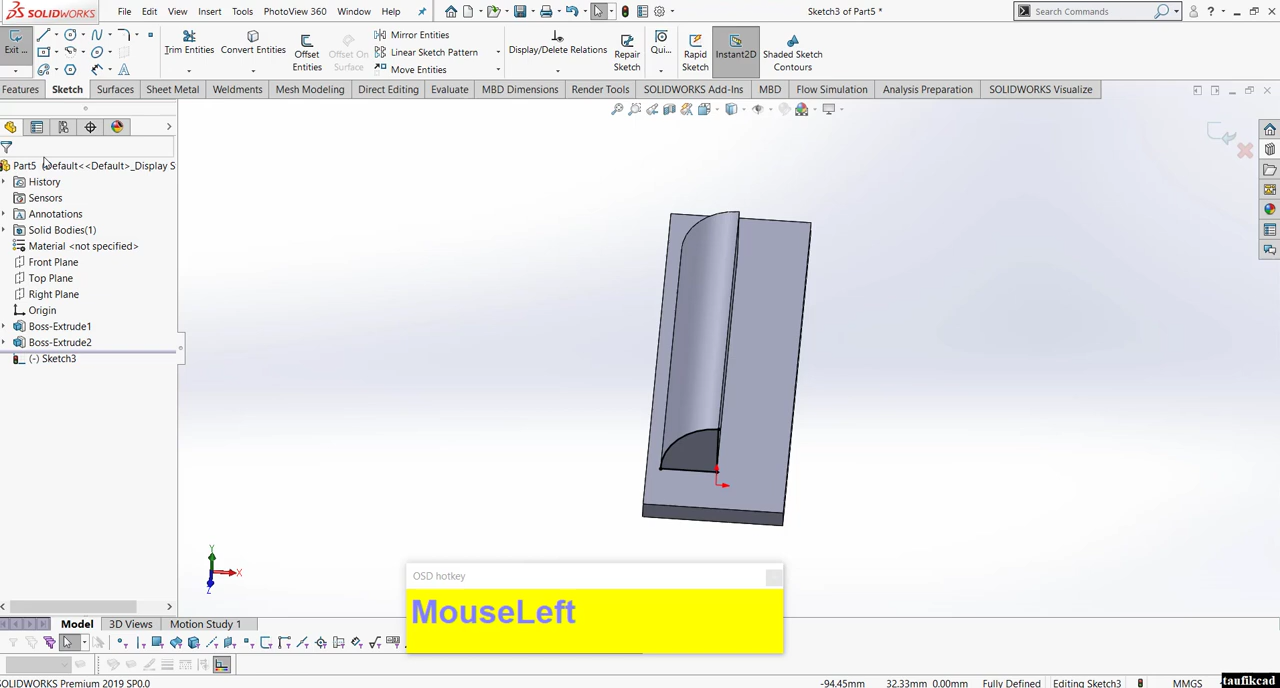 SOLIDWORKS File Edit View Insert Tools PhotoView 360 Window Help Sketch3 of Part5 * Search Commands
Exit ... Trim Entities Convert Entities Offset Entities Offset On Surface Mirror Entities Linear Sketch Pattern Move Entities Display/Delete Relations Repair Sketch Qui... Rapid Sketch Instant2D Shaded Sketch Contours
Features Sketch Surfaces Sheet Metal Weldments Mesh Modeling Direct Editing Evaluate MBD Dimensions Render Tools SOLIDWORKS Add-Ins MBD Flow Simulation Analysis Preparation SOLIDWORKS Visualize
Part5 Default<<Default>_Display S
History
Sensors
Annotations
Solid Bodies(1)
Material <not specified>
Front Plane
Top Plane
Right Plane
Origin
Boss-Extrude1
Boss-Extrude2
(-) Sketch3
Y
X
Z
OSD hotkey
MouseLeft
Model 3D Views Motion Study 1
SOLIDWORKS Premium 2019 SP0.0 -94.45mm 32.33mm 0.00mm Fully Defined Editing Sketch3 MMGS
taufikcad